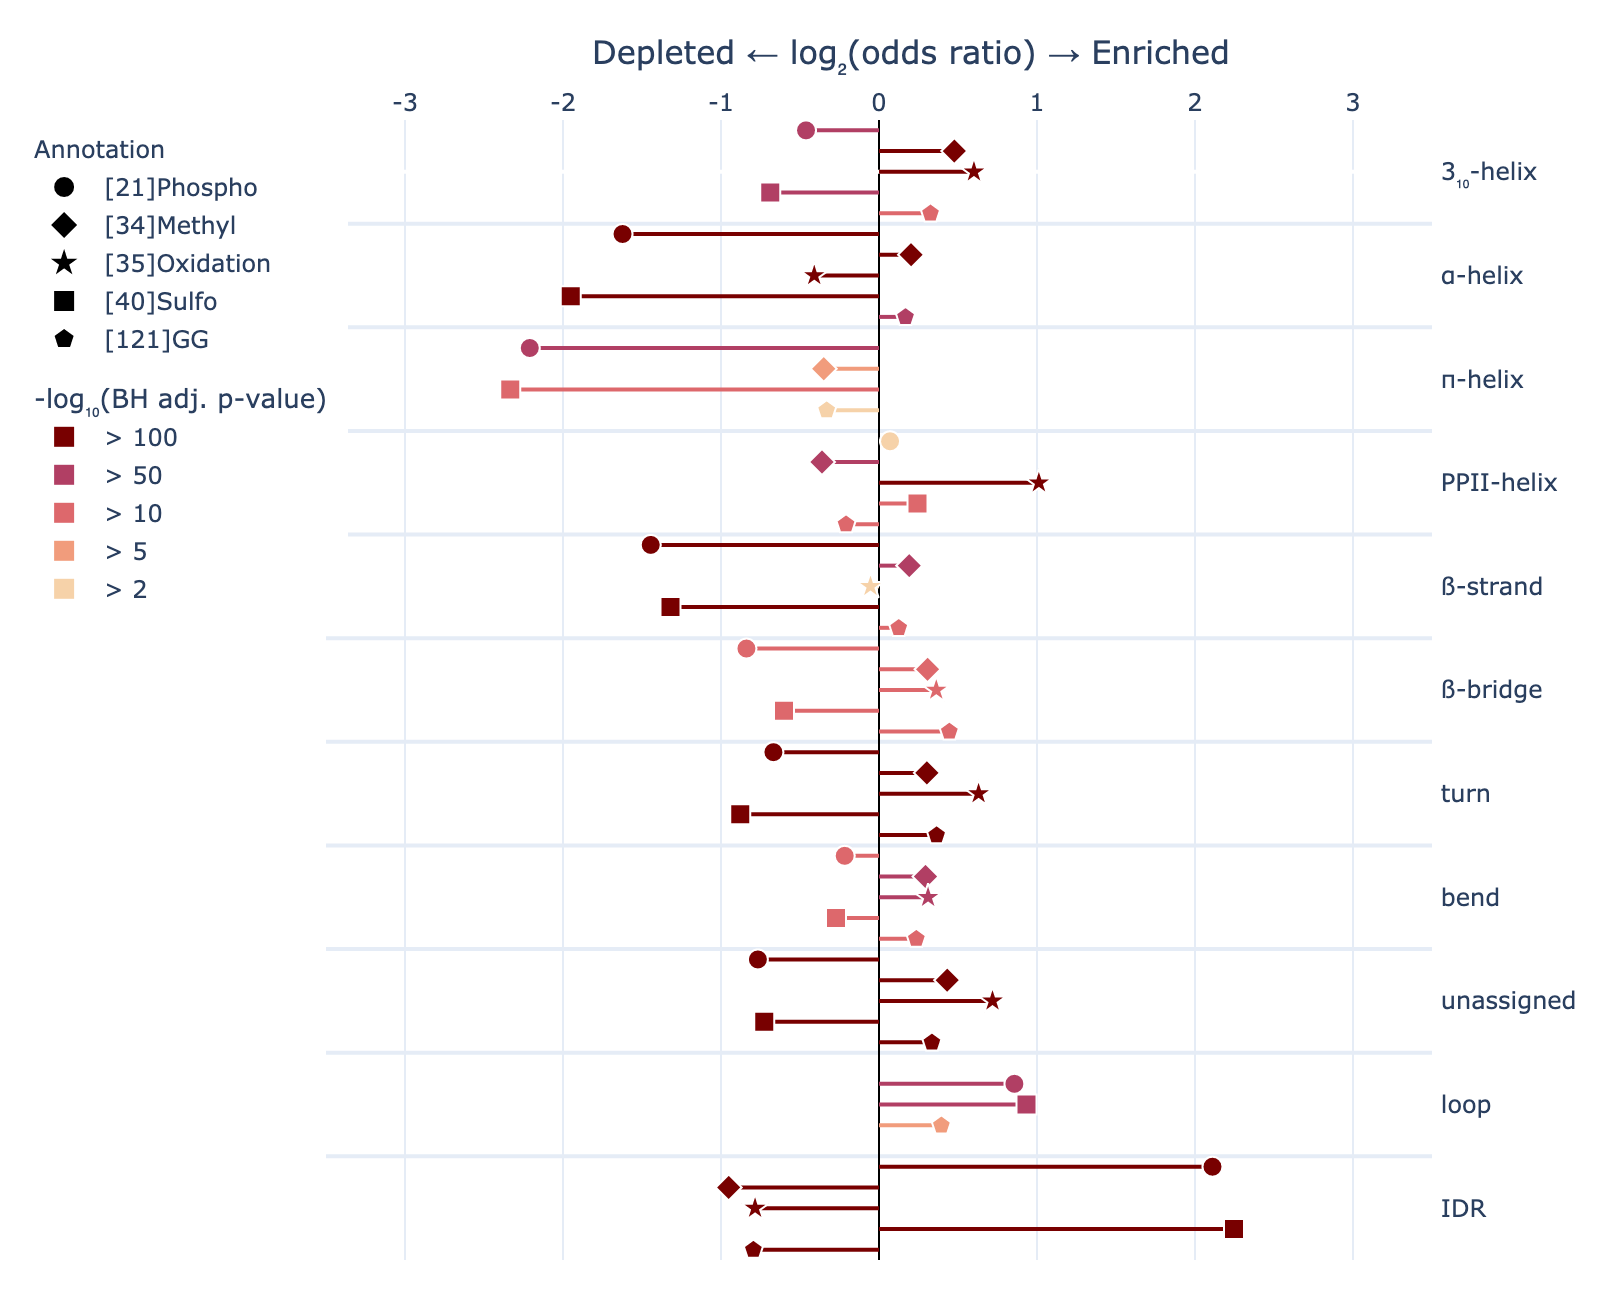 Depleted ← log₂(odds ratio) → Enriched
-3 -2 -1 0 1 2 3
Annotation
[21]Phospho
[34]Methyl
[35]Oxidation
[40]Sulfo
[121]GG
-log₁₀(BH adj. p-value)
> 100
> 50
> 10
> 5
> 2
3₁₀-helix
α-helix
π-helix
PPII-helix
ß-strand
ß-bridge
turn
bend
unassigned
loop
IDR